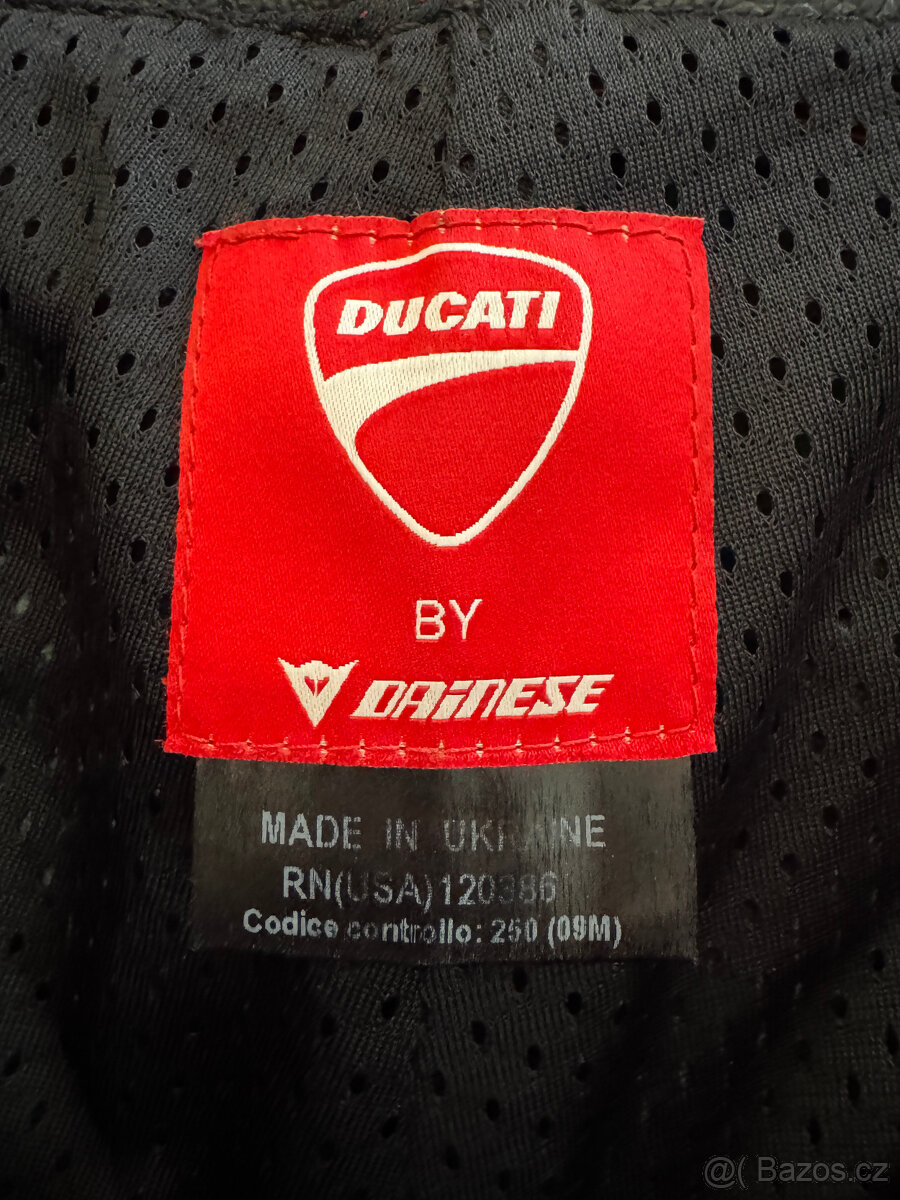 DUCATI
BY
DAINESE
MADE IN UKRAINE
RN(USA)120386
Codice controllo: 250 (09M)
@( Bazos.cz